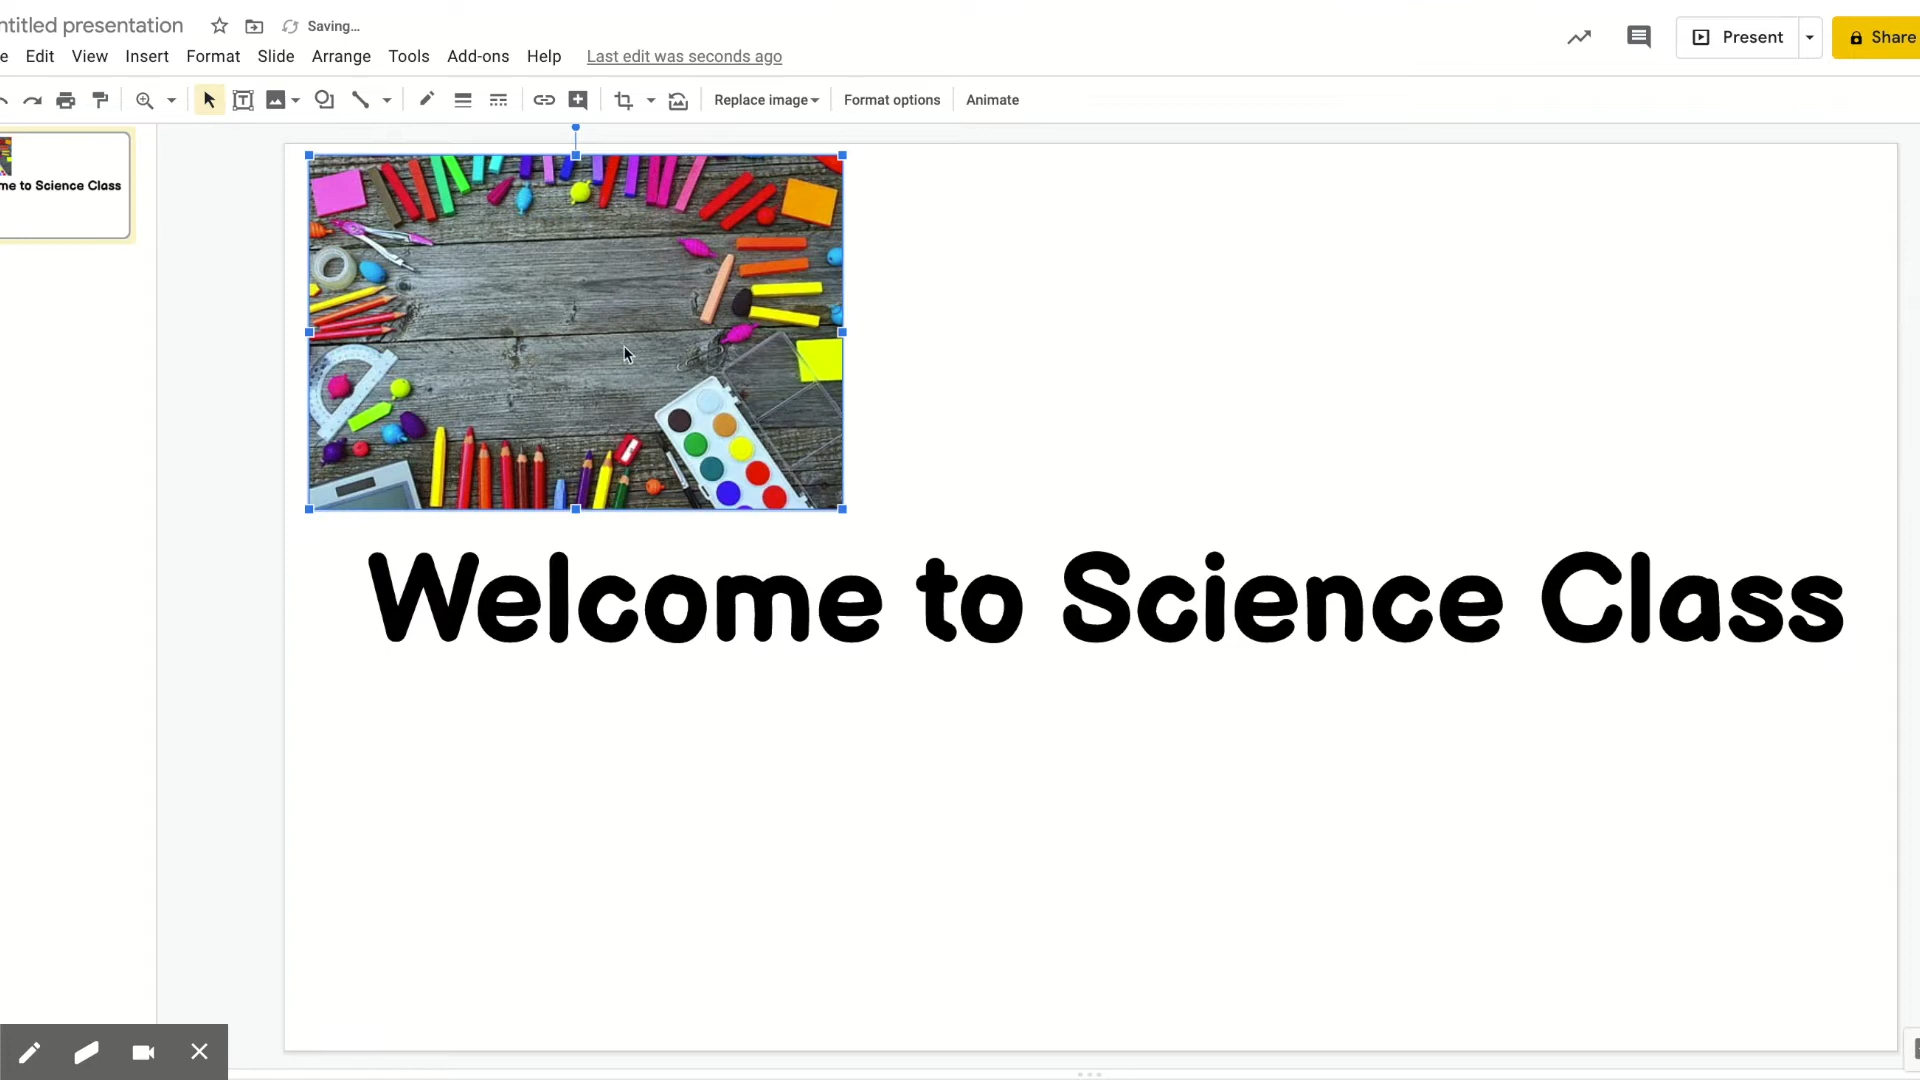 ntitled presentation
Saving...
e Edit View Insert Format Slide Arrange Tools Add-ons Help Last edit was seconds ago
Present
Share
Replace image Format options Animate
me to Science Class
Welcome to Science Class